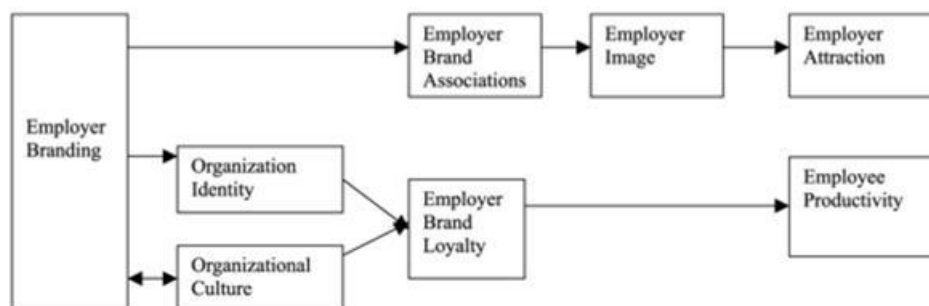 Employer
Branding
Employer
Brand
Associations
Employer
Image
Employer
Attraction
Organization
Identity
Organizational
Culture
Employer
Brand
Loyalty
Employee
Productivity